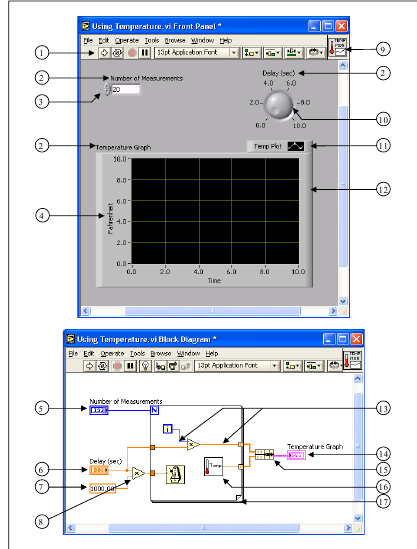 Using Temperature.vi Front Panel *
File Edit Operate Tools Browse Window Help
1
13pt Application Font
TEMP
9
2
Number of Measurements
Delay (sec)
2
3
20
4.0 6.0
2.0 8.0
0.0 10.0
10
2
Temperature Graph
Temp Plot
11
10.0
8.0
6.0
4.0
2.0
0.0
12
4
Fahrenheit
0.0 2.0 4.0 6.0 8.0 10.0
Time
Using Temperature.vi Block Diagram *
File Edit Operate Tools Browse Window Help
13pt Application Font
TEMP
5
Number of Measurements
N
i
13
Temperature Graph
14
15
6
Delay (sec)
Temp
16
7
1000.00
17
8